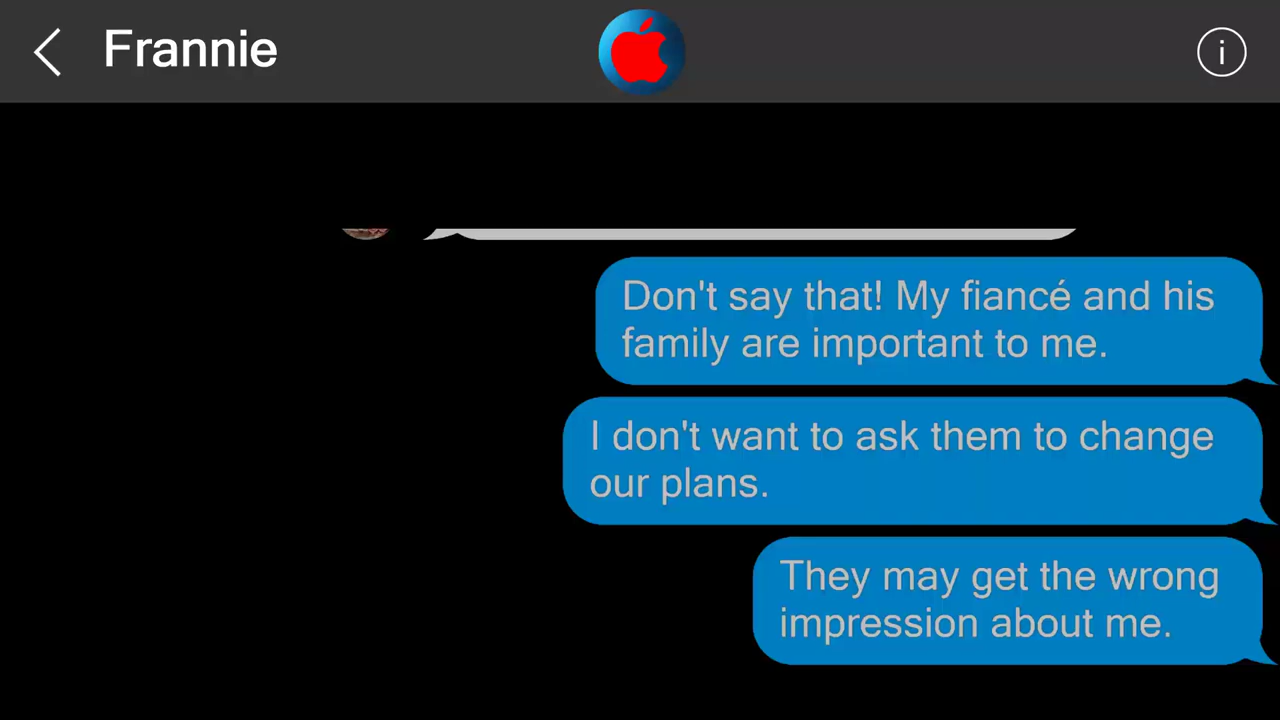 Frannie
i
Don't say that! My fiancé and his
family are important to me.
I don't want to ask them to change
our plans.
They may get the wrong
impression about me.